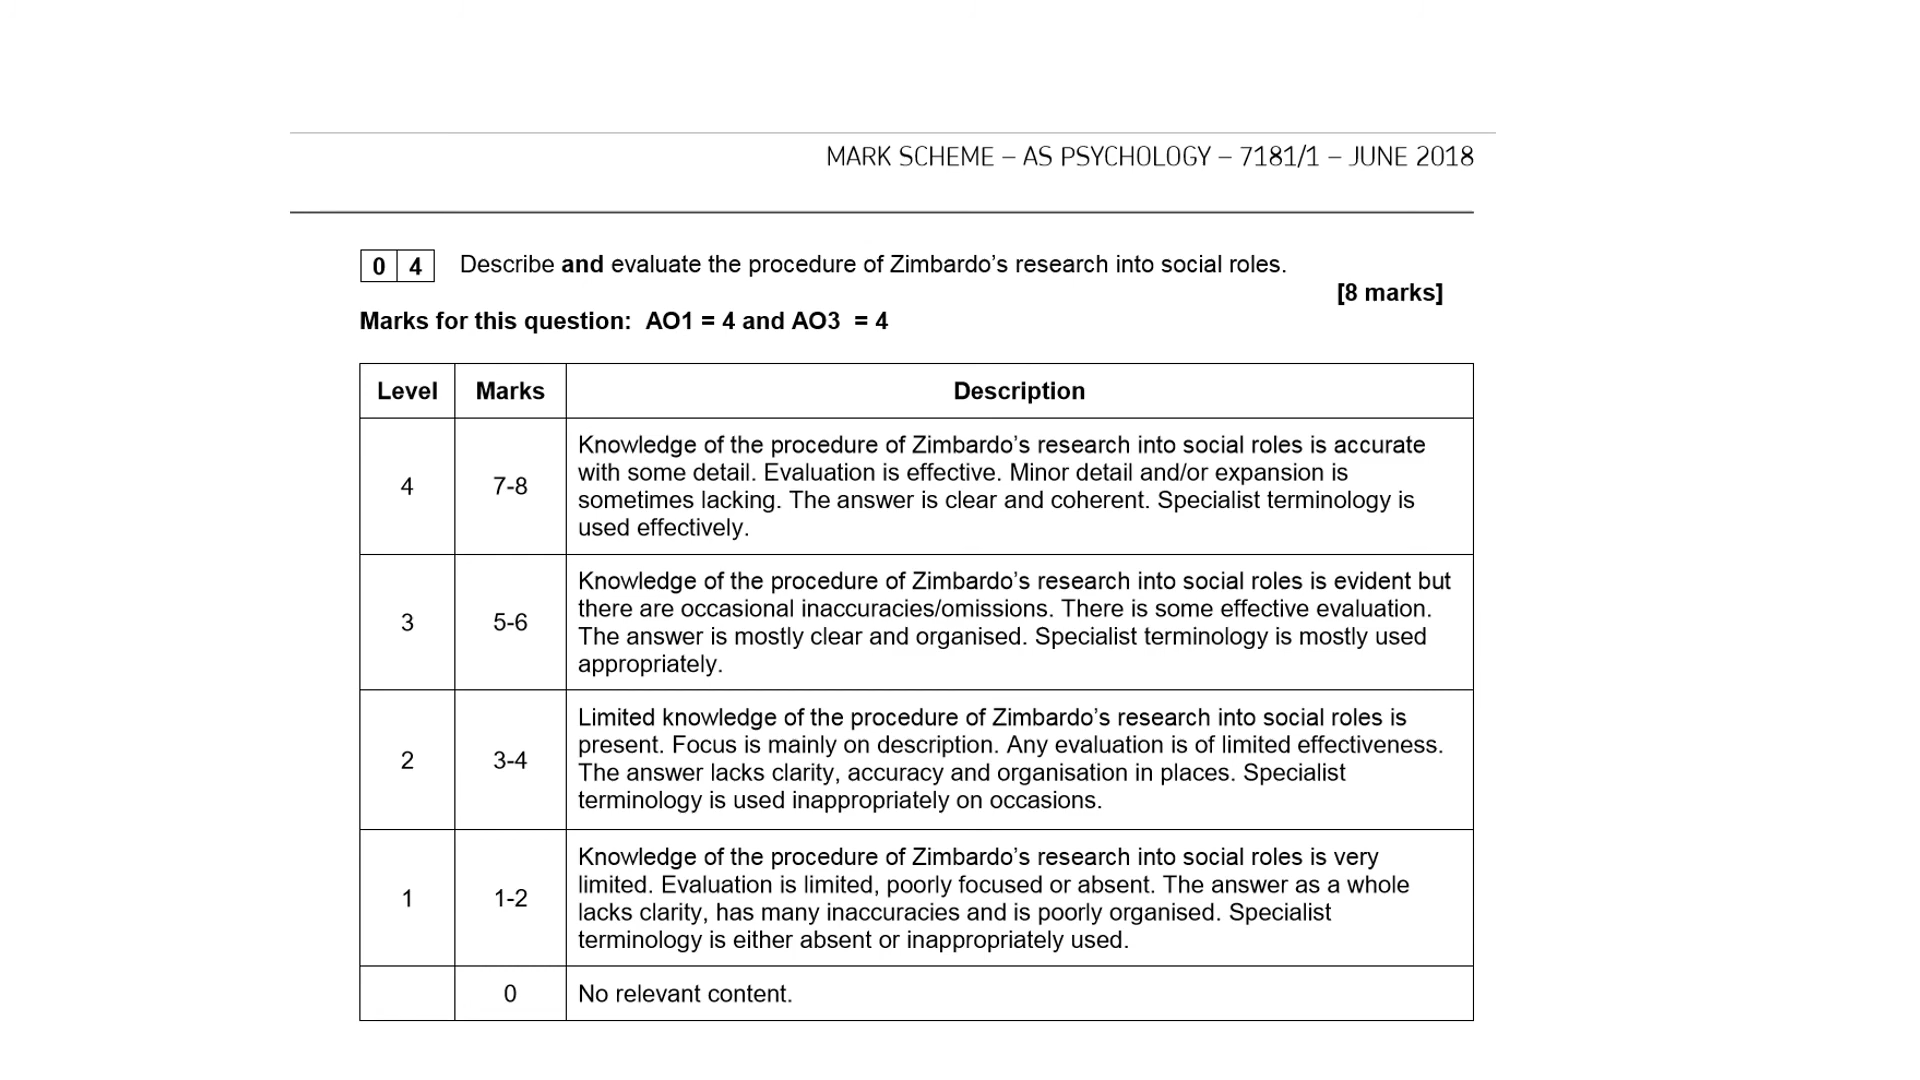 MARK SCHEME – AS PSYCHOLOGY – 7181/1 – JUNE 2018
0 4 Describe and evaluate the procedure of Zimbardo's research into social roles.
[8 marks]
Marks for this question: AO1 = 4 and AO3 = 4
Level Marks Description
4 7-8
Knowledge of the procedure of Zimbardo's research into social roles is accurate
with some detail. Evaluation is effective. Minor detail and/or expansion is
sometimes lacking. The answer is clear and coherent. Specialist terminology is
used effectively.
3 5-6
Knowledge of the procedure of Zimbardo's research into social roles is evident but
there are occasional inaccuracies/omissions. There is some effective evaluation.
The answer is mostly clear and organised. Specialist terminology is mostly used
appropriately.
2 3-4
Limited knowledge of the procedure of Zimbardo's research into social roles is
present. Focus is mainly on description. Any evaluation is of limited effectiveness.
The answer lacks clarity, accuracy and organisation in places. Specialist
terminology is used inappropriately on occasions.
1 1-2
Knowledge of the procedure of Zimbardo's research into social roles is very
limited. Evaluation is limited, poorly focused or absent. The answer as a whole
lacks clarity, has many inaccuracies and is poorly organised. Specialist
terminology is either absent or inappropriately used.
0 No relevant content.